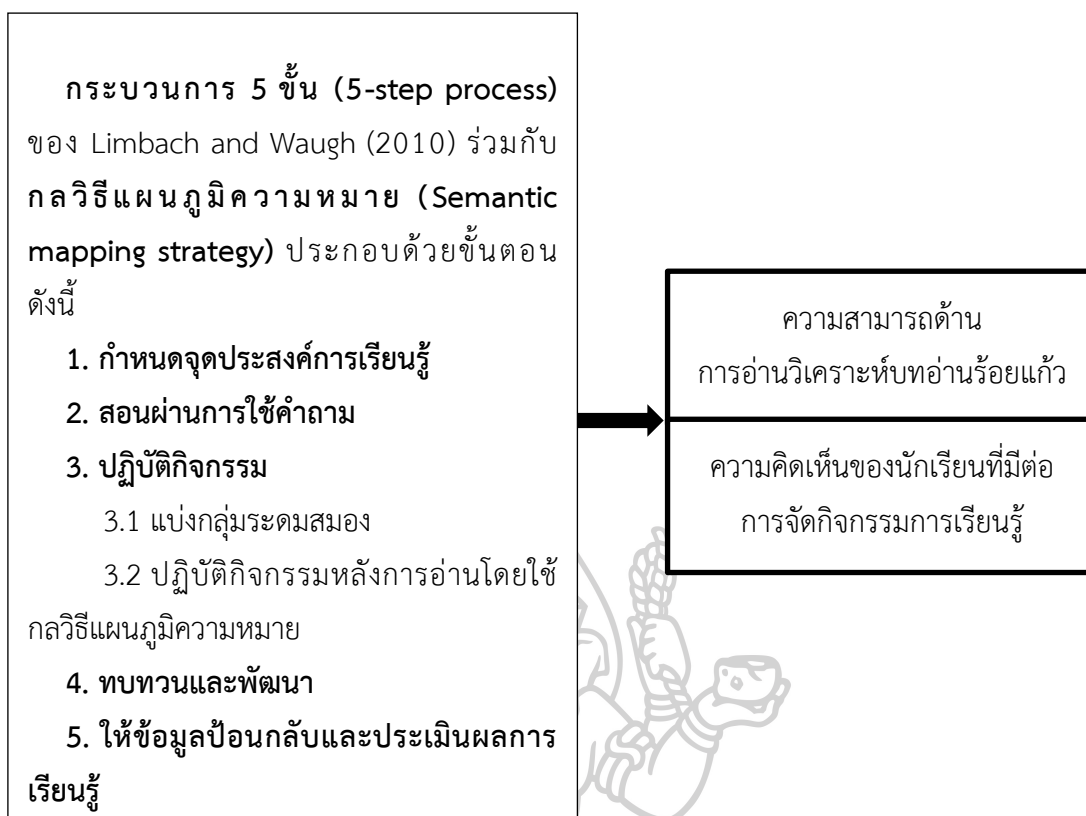 กระบวนการ 5 ขั้น (5-step process)
ของ Limbach and Waugh (2010) ร่วมกับ
กลวิธีแผนภูมิความหมาย (Semantic
mapping strategy) ประกอบด้วยขั้นตอน
ดังนี้
1. กำหนดจุดประสงค์การเรียนรู้
2. สอนผ่านการใช้คำถาม
3. ปฏิบัติกิจกรรม
3.1 แบ่งกลุ่มระดมสมอง
3.2 ปฏิบัติกิจกรรมหลังการอ่านโดยใช้
กลวิธีแผนภูมิความหมาย
4. ทบทวนและพัฒนา
5. ให้ข้อมูลป้อนกลับและประเมินผลการ
เรียนรู้
ความสามารถด้าน
การอ่านวิเคราะห์บทอ่านร้อยแก้ว
ความคิดเห็นของนักเรียนที่มีต่อ
การจัดกิจกรรมการเรียนรู้